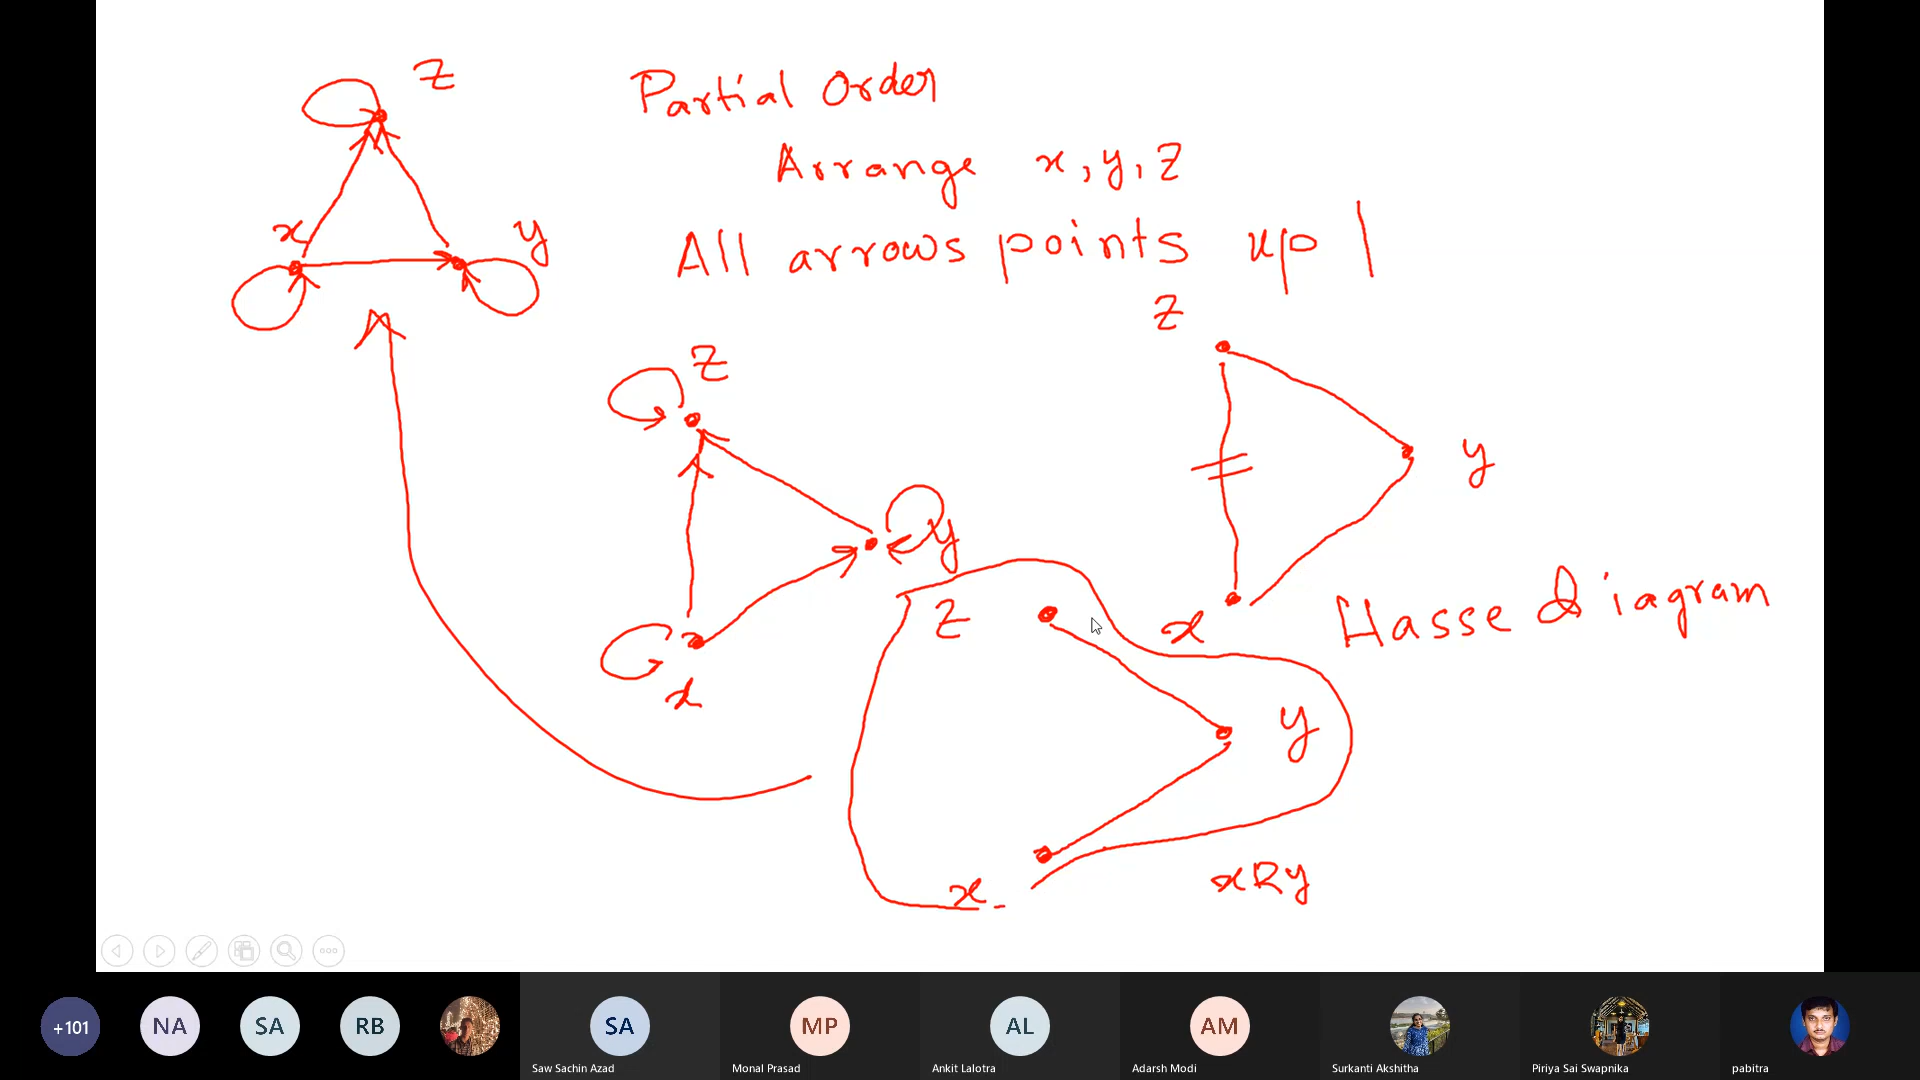 Z
Partial Order
Arrange x, y, Z
x
y
All arrows points up
Z
Z
y
y
x
Hasse diagram
x
Z
y
x
xRy
+101
NA
SA
RB
SA
MP
AL
AM
Saw Sachin Azad
Monal Prasad
Ankit Lalotra
Adarsh Modi
Surkanti Akshitha
Piriya Sai Swapnika
pabitra